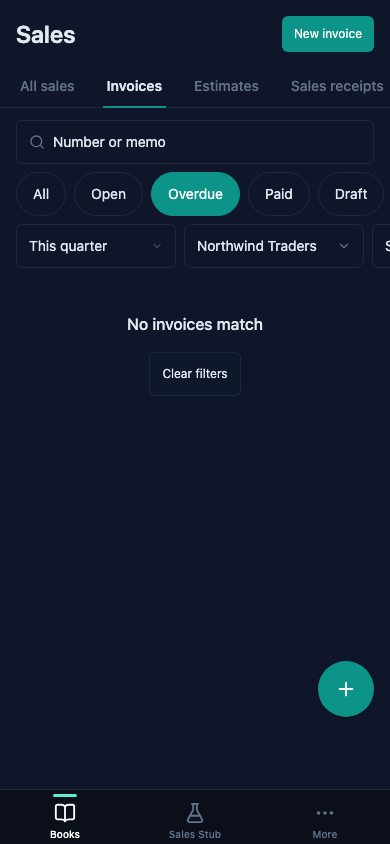 Sales
New invoice
All sales
Invoices
Estimates
Sales receipts
Number or memo
All
Open
Overdue
Paid
Draft
This quarter
Northwind Traders
No invoices match
Clear filters
Books
Sales Stub
More